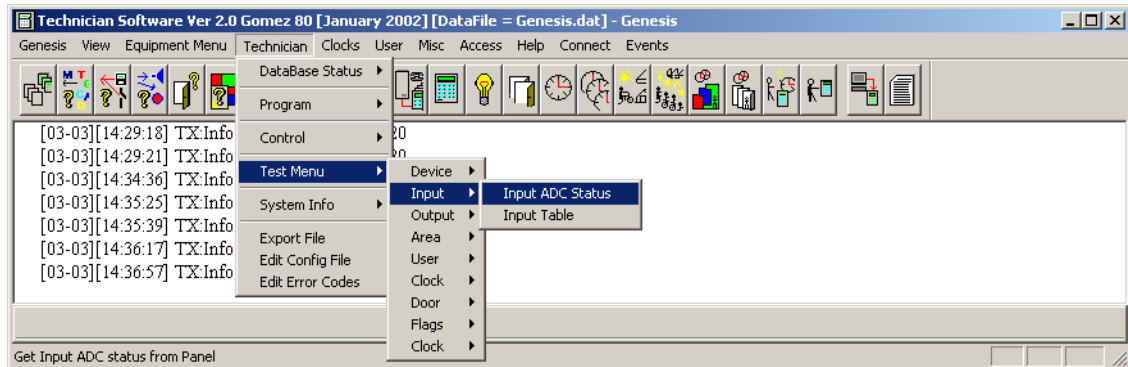 Technician Software Ver 2.0 Gomez 80 [January 2002] [DataFile = Genesis.dat] - Genesis
Genesis View Equipment Menu Technician Clocks User Misc Access Help Connect Events
DataBase Status
Program
Control
Test Menu
System Info
Export File
Edit Config File
Edit Error Codes
Device
Input
Output
Area
User
Clock
Door
Flags
Clock
Input ADC Status
Input Table
[03-03][14:29:18] TX:Info 20
[03-03][14:29:21] TX:Info 20
[03-03][14:34:36] TX:Info
[03-03][14:35:25] TX:Info
[03-03][14:35:39] TX:Info
[03-03][14:36:17] TX:Info
[03-03][14:36:57] TX:Info
Get Input ADC status from Panel